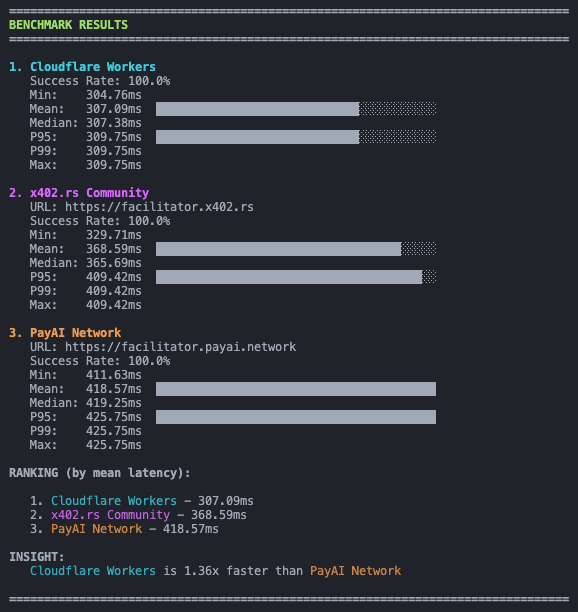 BENCHMARK RESULTS
1. Cloudflare Workers
Success Rate: 100.0%
Min: 304.76ms
Mean: 307.09ms
Median: 307.38ms
P95: 309.75ms
P99: 309.75ms
Max: 309.75ms
2. x402.rs Community
URL: https://facilitator.x402.rs
Success Rate: 100.0%
Min: 329.71ms
Mean: 368.59ms
Median: 365.69ms
P95: 409.42ms
P99: 409.42ms
Max: 409.42ms
3. PayAI Network
URL: https://facilitator.payai.network
Success Rate: 100.0%
Min: 411.63ms
Mean: 418.57ms
Median: 419.25ms
P95: 425.75ms
P99: 425.75ms
Max: 425.75ms
RANKING (by mean latency):
1. Cloudflare Workers – 307.09ms
2. x402.rs Community – 368.59ms
3. PayAI Network – 418.57ms
INSIGHT:
Cloudflare Workers is 1.36x faster than PayAI Network